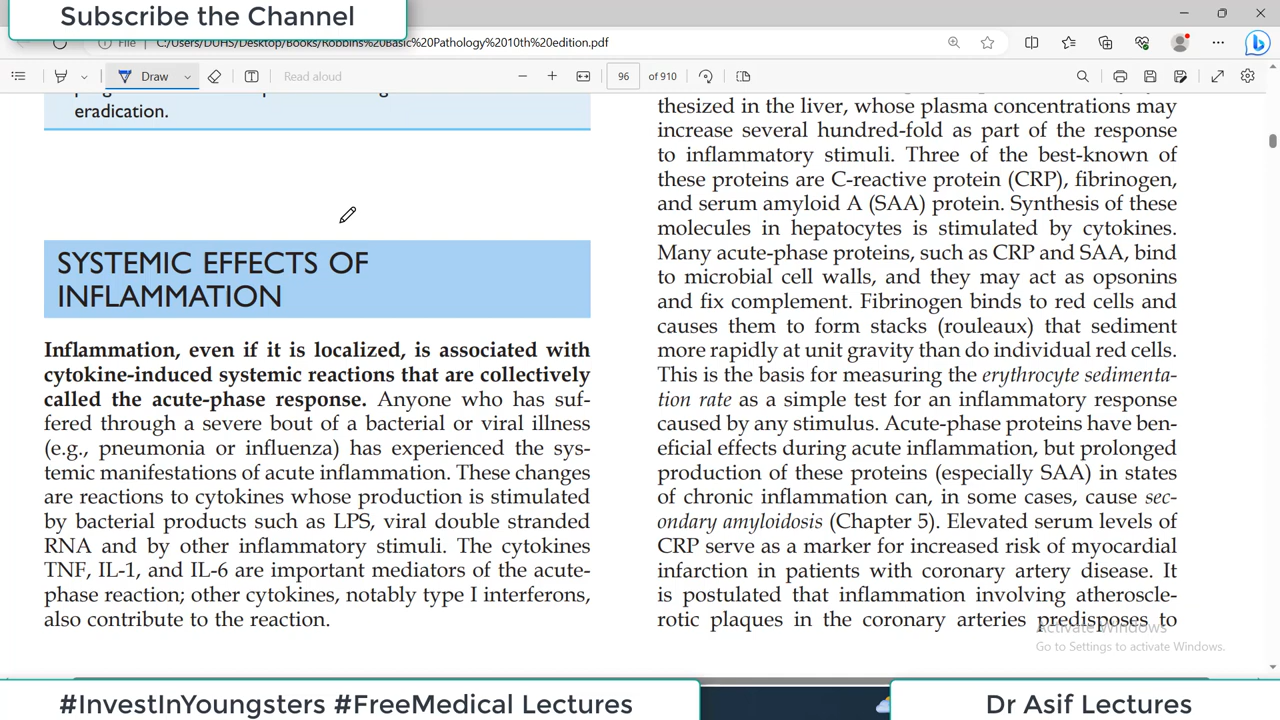 Subscribe the Channel
File
C:/Users/DUHS/Desktop/Books/Robbins%20Basic%20Pathology%2010th%20edition.pdf
Draw
Read aloud
96
of 910
eradication.
SYSTEMIC EFFECTS OF
INFLAMMATION
Inflammation, even if it is localized, is associated with
cytokine-induced systemic reactions that are collectively
called the acute-phase response. Anyone who has suf-
fered through a severe bout of a bacterial or viral illness
(e.g., pneumonia or influenza) has experienced the sys-
temic manifestations of acute inflammation. These changes
are reactions to cytokines whose production is stimulated
by bacterial products such as LPS, viral double stranded
RNA and by other inflammatory stimuli. The cytokines
TNF, IL-1, and IL-6 are important mediators of the acute-
phase reaction; other cytokines, notably type I interferons,
also contribute to the reaction.
thesized in the liver, whose plasma concentrations may
increase several hundred-fold as part of the response
to inflammatory stimuli. Three of the best-known of
these proteins are C-reactive protein (CRP), fibrinogen,
and serum amyloid A (SAA) protein. Synthesis of these
molecules in hepatocytes is stimulated by cytokines.
Many acute-phase proteins, such as CRP and SAA, bind
to microbial cell walls, and they may act as opsonins
and fix complement. Fibrinogen binds to red cells and
causes them to form stacks (rouleaux) that sediment
more rapidly at unit gravity than do individual red cells.
This is the basis for measuring the erythrocyte sedimenta-
tion rate as a simple test for an inflammatory response
caused by any stimulus. Acute-phase proteins have ben-
eficial effects during acute inflammation, but prolonged
production of these proteins (especially SAA) in states
of chronic inflammation can, in some cases, cause sec-
ondary amyloidosis (Chapter 5). Elevated serum levels of
CRP serve as a marker for increased risk of myocardial
infarction in patients with coronary artery disease. It
is postulated that inflammation involving atheroscle-
rotic plaques in the coronary arteries predisposes to
Activate Windows
Go to Settings to activate Windows.
#InvestInYoungsters #FreeMedical Lectures
Dr Asif Lectures